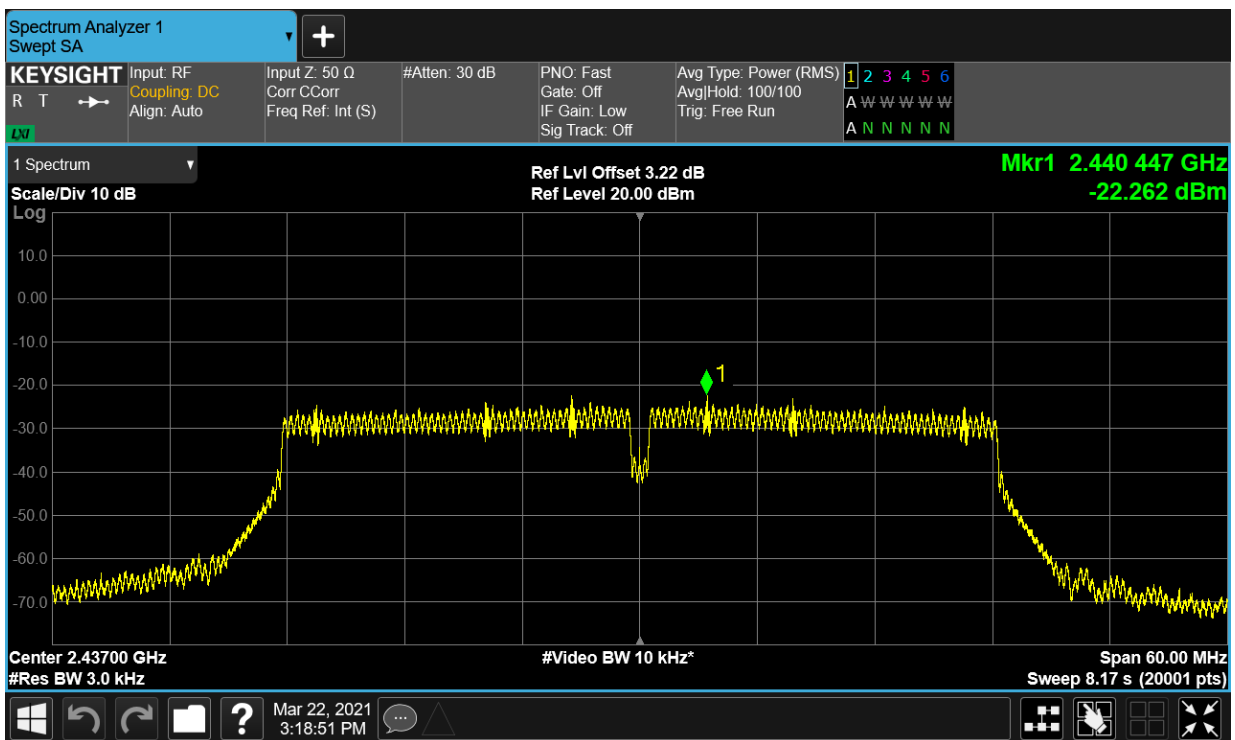 Spectrum Analyzer 1
Swept SA
+
KEYSIGHT Input: RF Input Z: 50 Ω #Atten: 30 dB PNO: Fast Avg Type: Power (RMS) 1 2 3 4 5 6
R T Coupling: DC Corr CCorr Gate: Off Avg|Hold: 100/100
Align: Auto Freq Ref: Int (S) IF Gain: Low Trig: Free Run A W W W W W
LXI Sig Track: Off A N N N N N
1 Spectrum Ref Lvl Offset 3.22 dB Mkr1 2.440 447 GHz
Scale/Div 10 dB Ref Level 20.00 dBm -22.262 dBm
Log
10.0
0.00
-10.0
1
-20.0
-30.0
-40.0
-50.0
-60.0
-70.0
Center 2.43700 GHz #Video BW 10 kHz* Span 60.00 MHz
#Res BW 3.0 kHz Sweep 8.17 s (20001 pts)
? Mar 22, 2021
3:18:51 PM